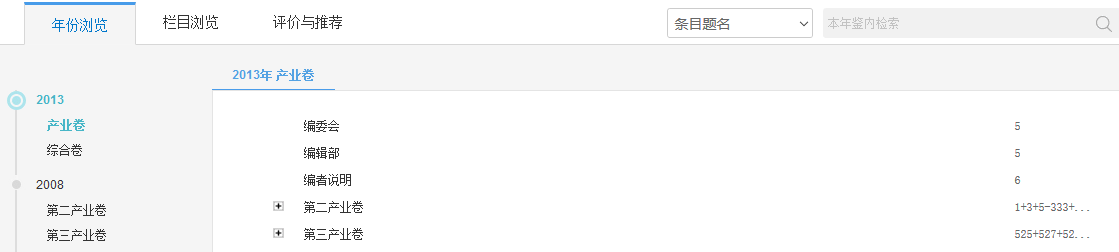 年份浏览 栏目浏览 评价与推荐 条目题名 本年鉴内检索
2013年 产业卷
2013
产业卷
综合卷
2008
第二产业卷
第三产业卷
编委会 5
编辑部 5
编者说明 6
第二产业卷 1+3+5-333+...
第三产业卷 525+527+52...